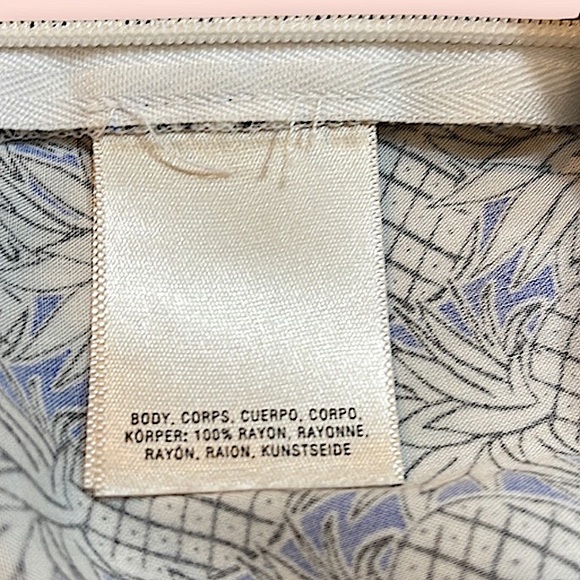 BODY, CORPS, CUERPO, CORPO,
KÖRPER: 100% RAYON, RAYONNE,
RAYÓN, RAION, KUNSTSEIDE